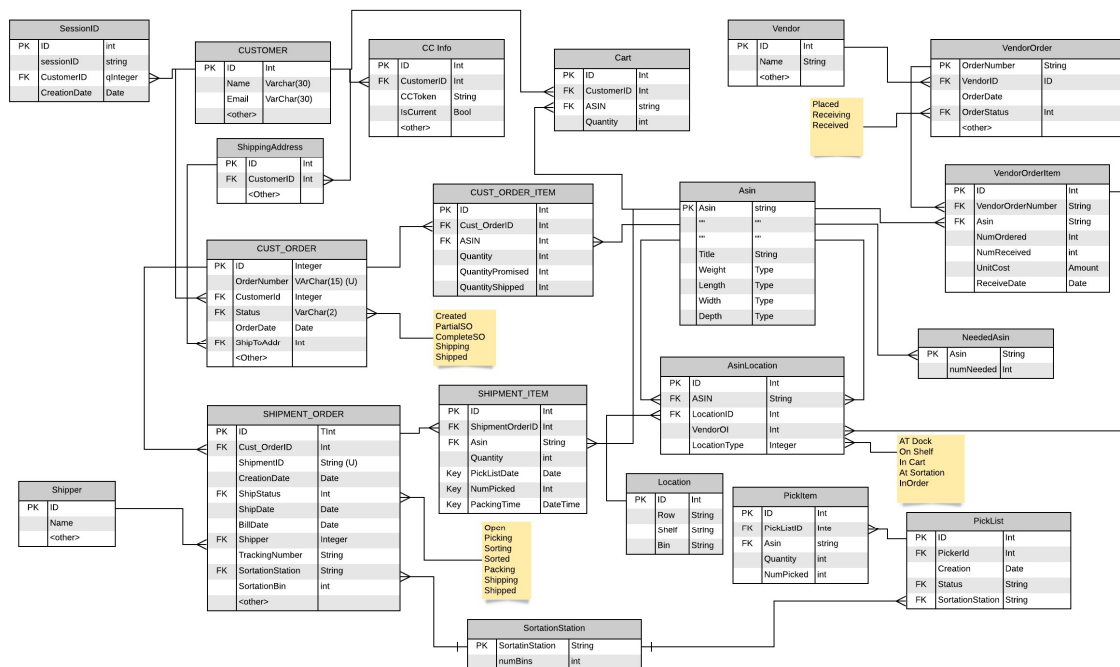 SessionID
PK ID int
sessionID string
FK CustomerID qInteger
CreationDate Date
CUSTOMER
PK ID Int
Name Varchar(30)
Email VarChar(30)
<other>
CC Info
PK ID Int
FK CustomerID Int
CCToken String
IsCurrent Bool
<other>
Cart
PK ID Int
FK CustomerID Int
FK ASIN string
Quantity int
Vendor
PK ID Int
Name String
<other>
VendorOrder
PK OrderNumber String
FK VendorID ID
OrderDate
FK OrderStatus Int
<other>
Placed
Receiving
Received
ShippingAddress
PK ID Int
FK CustomerID Int
<Other>
CUST_ORDER_ITEM
PK ID Int
FK Cust_OrderID Int
FK ASIN Int
Quantity Int
QuantityPromised Int
QuantityShipped Int
Asin
PK Asin string
"" ""
"" ""
Title String
Weight Type
Length Type
Width Type
Depth Type
VendorOrderItem
PK ID Int
FK VendorOrderNumber String
FK Asin String
NumOrdered Int
NumReceived int
UnitCost Amount
ReceiveDate Date
CUST_ORDER
PK ID Integer
OrderNumber VArChar(15) (U)
FK CustomerId Integer
FK Status VarChar(2)
OrderDate Date
FK ShipToAddr Int
<Other>
Created
PartialSO
CompleteSO
Shipping
Shipped
NeededAsin
PK Asin String
numNeeded Int
AsinLocation
PK ID Int
FK ASIN String
FK LocationID Int
VendorOI Int
LocationType Integer
AT Dock
On Shelf
In Cart
At Sortation
InOrder
SHIPMENT_ORDER
PK ID TInt
FK Cust_OrderID Int
ShipmentID String (U)
CreationDate Date
FK ShipStatus Int
ShipDate Date
BillDate Date
FK Shipper Integer
TrackingNumber String
FK SortationStation String
SortationBin int
<other>
SHIPMENT_ITEM
PK ID Int
FK ShipmentOrderID Int
FK Asin String
Quantity int
Key PickListDate Date
Key NumPicked Int
Key PackingTime DateTime
Shipper
PK ID
Name
<other>
Open
Picking
Sorting
Sorted
Packing
Shipping
Shipped
Location
PK ID Int
Row String
Shelf String
Bin String
PickItem
PK ID Int
FK PickListID Inte
FK Asin string
Quantity int
NumPicked int
PickList
PK ID Int
FK PickerId Int
Creation Date
FK Status String
FK SortationStation String
SortationStation
PK SortatinStation String
numBins int